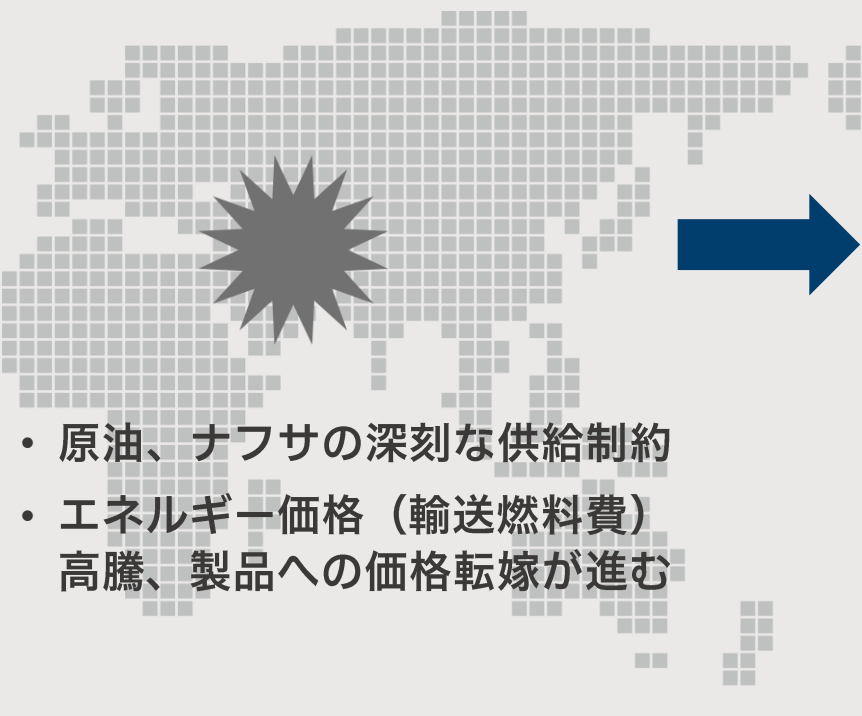 • 原油、ナフサの深刻な供給制約
• エネルギー価格（輸送燃料費）
高騰、製品への価格転嫁が進む